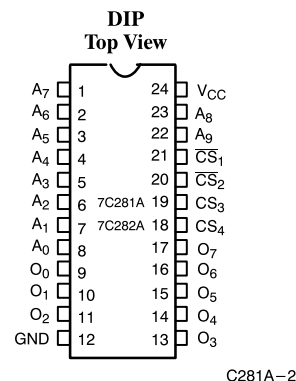 DIP
Top View
A7 1 24 VCC
A6 2 23 A8
A5 3 22 A9
A4 4 21 C̅S̅1
A3 5 20 C̅S̅2
A2 6 7C281A 19 CS3
A1 7 7C282A 18 CS4
A0 8 17 O7
O0 9 16 O6
O1 10 15 O5
O2 11 14 O4
GND 12 13 O3
C281A–2